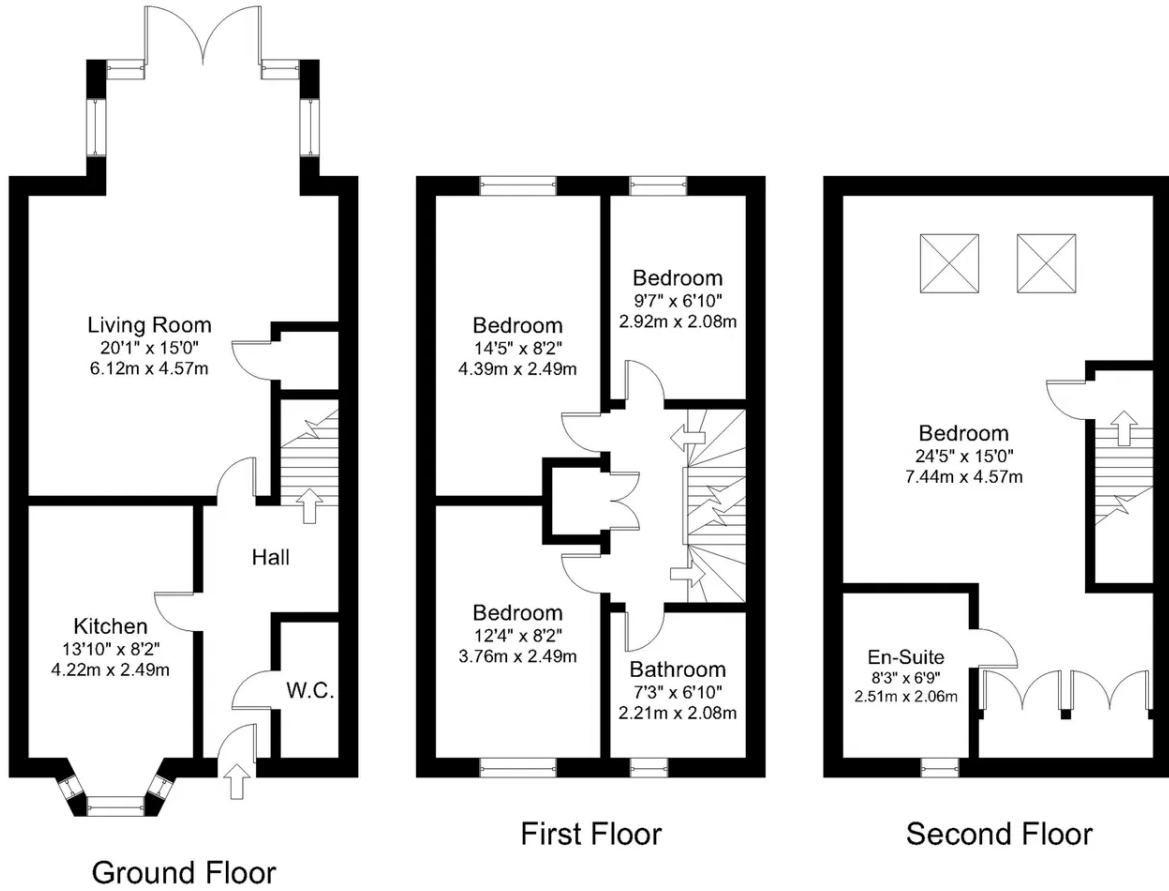 Living Room
20'1" x 15'0"
6.12m x 4.57m
Hall
Kitchen
13'10" x 8'2"
4.22m x 2.49m
W.C.
Ground Floor
Bedroom
9'7" x 6'10"
2.92m x 2.08m
Bedroom
14'5" x 8'2"
4.39m x 2.49m
Bedroom
12'4" x 8'2"
3.76m x 2.49m
Bathroom
7'3" x 6'10"
2.21m x 2.08m
First Floor
Bedroom
24'5" x 15'0"
7.44m x 4.57m
En-Suite
8'3" x 6'9"
2.51m x 2.06m
Second Floor